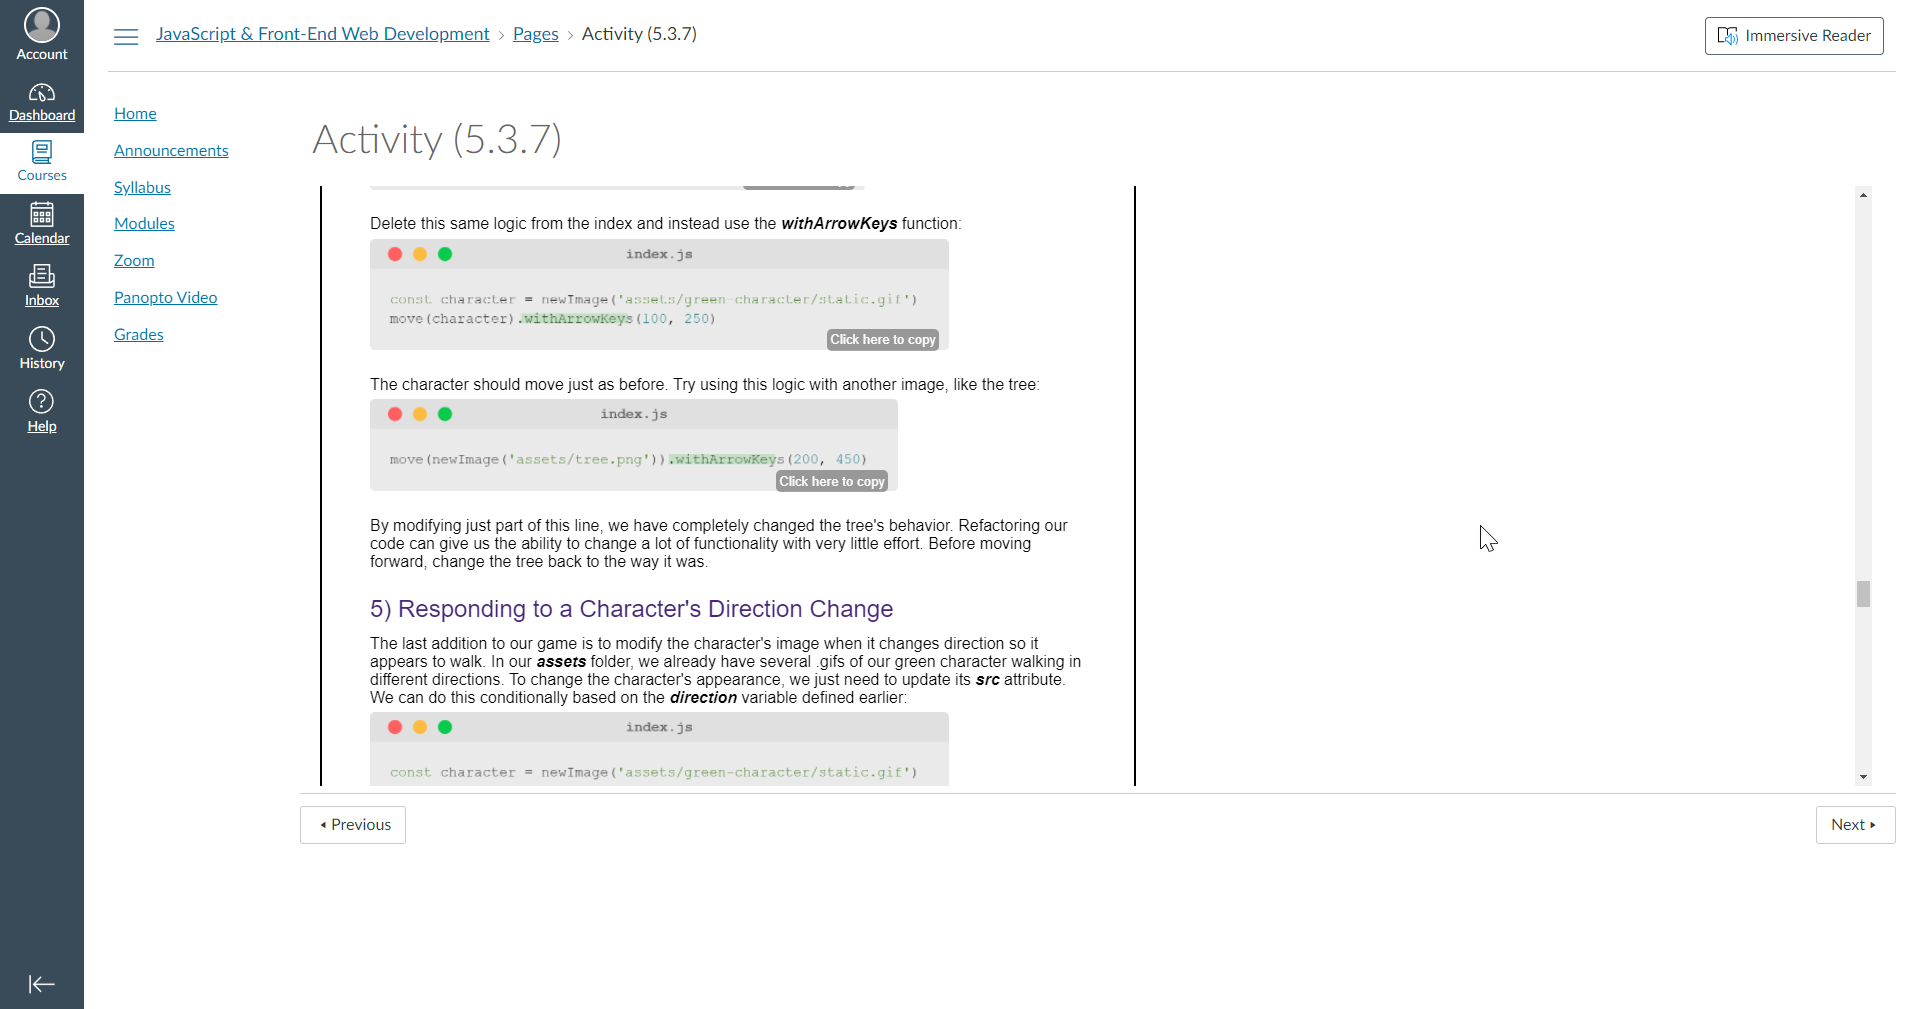 Account
Dashboard
Courses
Calendar
Inbox
History
Help
JavaScript & Front-End Web Development › Pages › Activity (5.3.7)
Immersive Reader
Home
Announcements
Syllabus
Modules
Zoom
Panopto Video
Grades
Activity (5.3.7)
Delete this same logic from the index and instead use the withArrowKeys function:
index.js
const character = newImage('assets/green-character/static.gif')
move(character).withArrowKeys(100, 250)
Click here to copy
The character should move just as before. Try using this logic with another image, like the tree:
index.js
move(newImage('assets/tree.png')).withArrowKeys(200, 450)
Click here to copy
By modifying just part of this line, we have completely changed the tree's behavior. Refactoring our
code can give us the ability to change a lot of functionality with very little effort. Before moving
forward, change the tree back to the way it was.
5) Responding to a Character's Direction Change
The last addition to our game is to modify the character's image when it changes direction so it
appears to walk. In our assets folder, we already have several .gifs of our green character walking in
different directions. To change the character's appearance, we just need to update its src attribute.
We can do this conditionally based on the direction variable defined earlier:
index.js
const character = newImage('assets/green-character/static.gif')
Previous
Next